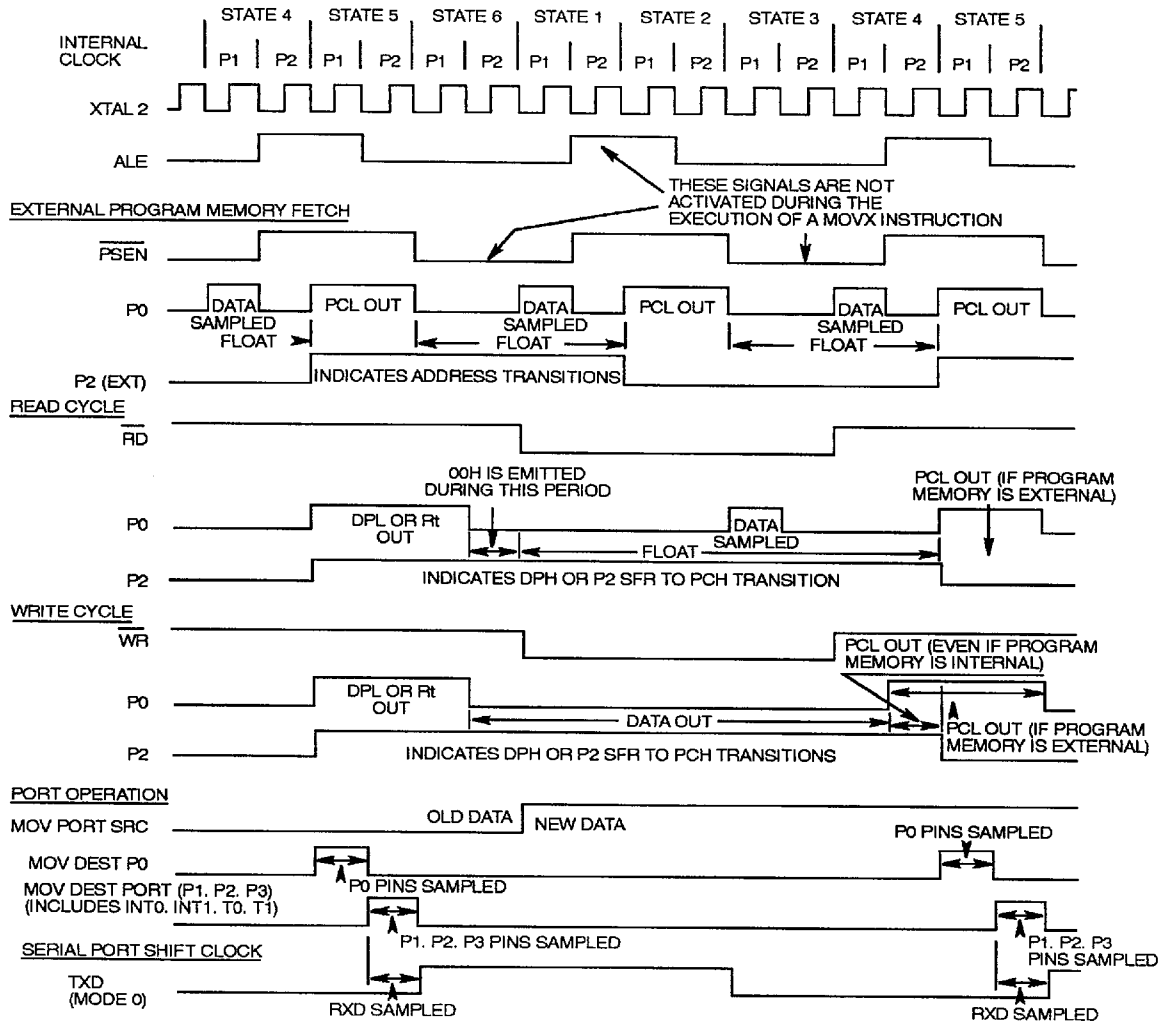 STATE 4 STATE 5 STATE 6 STATE 1 STATE 2 STATE 3 STATE 4 STATE 5
INTERNAL
CLOCK
P1 P2 P1 P2 P1 P2 P1 P2 P1 P2 P1 P2 P1 P2 P1 P2
XTAL 2
ALE
THESE SIGNALS ARE NOT
ACTIVATED DURING THE
EXECUTION OF A MOVX INSTRUCTION
EXTERNAL PROGRAM MEMORY FETCH
PSEN
P0
DATA PCL OUT DATA PCL OUT DATA PCL OUT
SAMPLED SAMPLED SAMPLED
FLOAT FLOAT FLOAT
P2 (EXT)
INDICATES ADDRESS TRANSITIONS
READ CYCLE
RD
00H IS EMITTED
DURING THIS PERIOD
PCL OUT (IF PROGRAM
MEMORY IS EXTERNAL)
P0
DPL OR Rt
OUT
DATA
SAMPLED
FLOAT
P2
INDICATES DPH OR P2 SFR TO PCH TRANSITION
WRITE CYCLE
WR
PCL OUT (EVEN IF PROGRAM
MEMORY IS INTERNAL)
P0
DPL OR Rt
OUT
DATA OUT
PCL OUT (IF PROGRAM
MEMORY IS EXTERNAL)
P2
INDICATES DPH OR P2 SFR TO PCH TRANSITIONS
PORT OPERATION
MOV PORT SRC
OLD DATA NEW DATA
P0 PINS SAMPLED
MOV DEST P0
P0 PINS SAMPLED
MOV DEST PORT (P1. P2. P3)
(INCLUDES INT0. INT1. T0. T1)
P1. P2. P3 PINS SAMPLED
P1. P2. P3
PINS SAMPLED
SERIAL PORT SHIFT CLOCK
TXD
(MODE 0)
RXD SAMPLED RXD SAMPLED